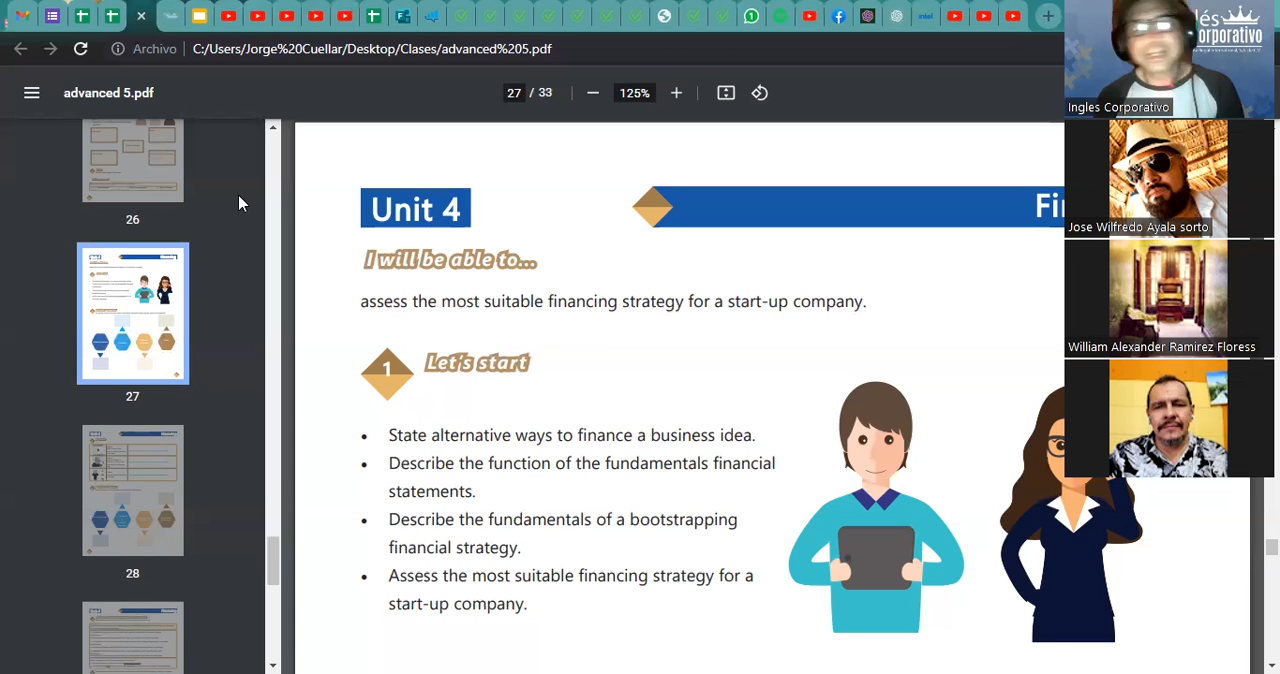 Archivo
C:/Users/Jorge%20Cuellar/Desktop/Clases/advanced%205.pdf
advanced 5.pdf
27 / 33
125%
26
27
28
Unit 4
Fi
I will be able to...
assess the most suitable financing strategy for a start-up company.
1
Let's start
• State alternative ways to finance a business idea.
• Describe the function of the fundamentals financial
statements.
• Describe the fundamentals of a bootstrapping
financial strategy.
• Assess the most suitable financing strategy for a
start-up company.
lés
orporativo
Ingles Corporativo
Jose Wilfredo Ayala sorto
William Alexander Ramirez Floress